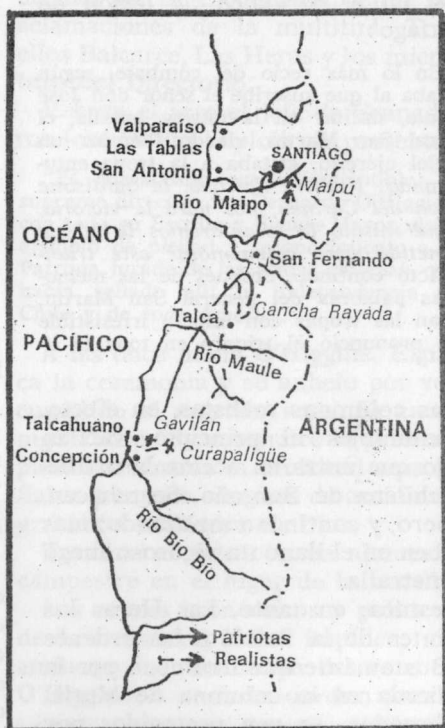 Valparaíso
Las Tablas
San Antonio
SANTIAGO
Maipú
Río Maipo
OCÉANO
San Fernando
Cancha Rayada
Talca
PACÍFICO
Río Maule
Talcahuano
Gavilán
ARGENTINA
Concepción
Curapaligüe
Río Bío Bío
Patriotas
Realistas